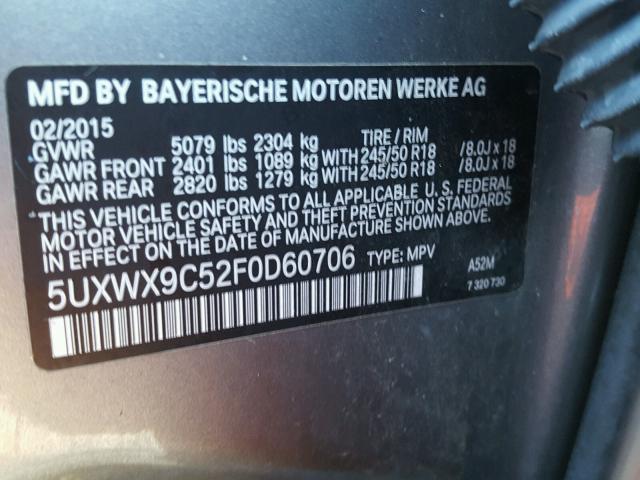 MFD BY BAYERISCHE MOTOREN WERKE AG
02/2015 TIRE / RIM
GVWR 5079 lbs 2304 kg
GAWR FRONT 2401 lbs 1089 kg WITH 245/50 R18 /8.0J x 18
GAWR REAR 2820 lbs 1279 kg WITH 245/50 R18 /8.0J x 18
THIS VEHICLE CONFORMS TO ALL APPLICABLE U.S. FEDERAL
MOTOR VEHICLE SAFETY AND THEFT PREVENTION STANDARDS
IN EFFECT ON THE DATE OF MANUFACTURE SHOWN ABOVE.
5UXWX9C52F0D60706 TYPE: MPV A52M
7 320 730